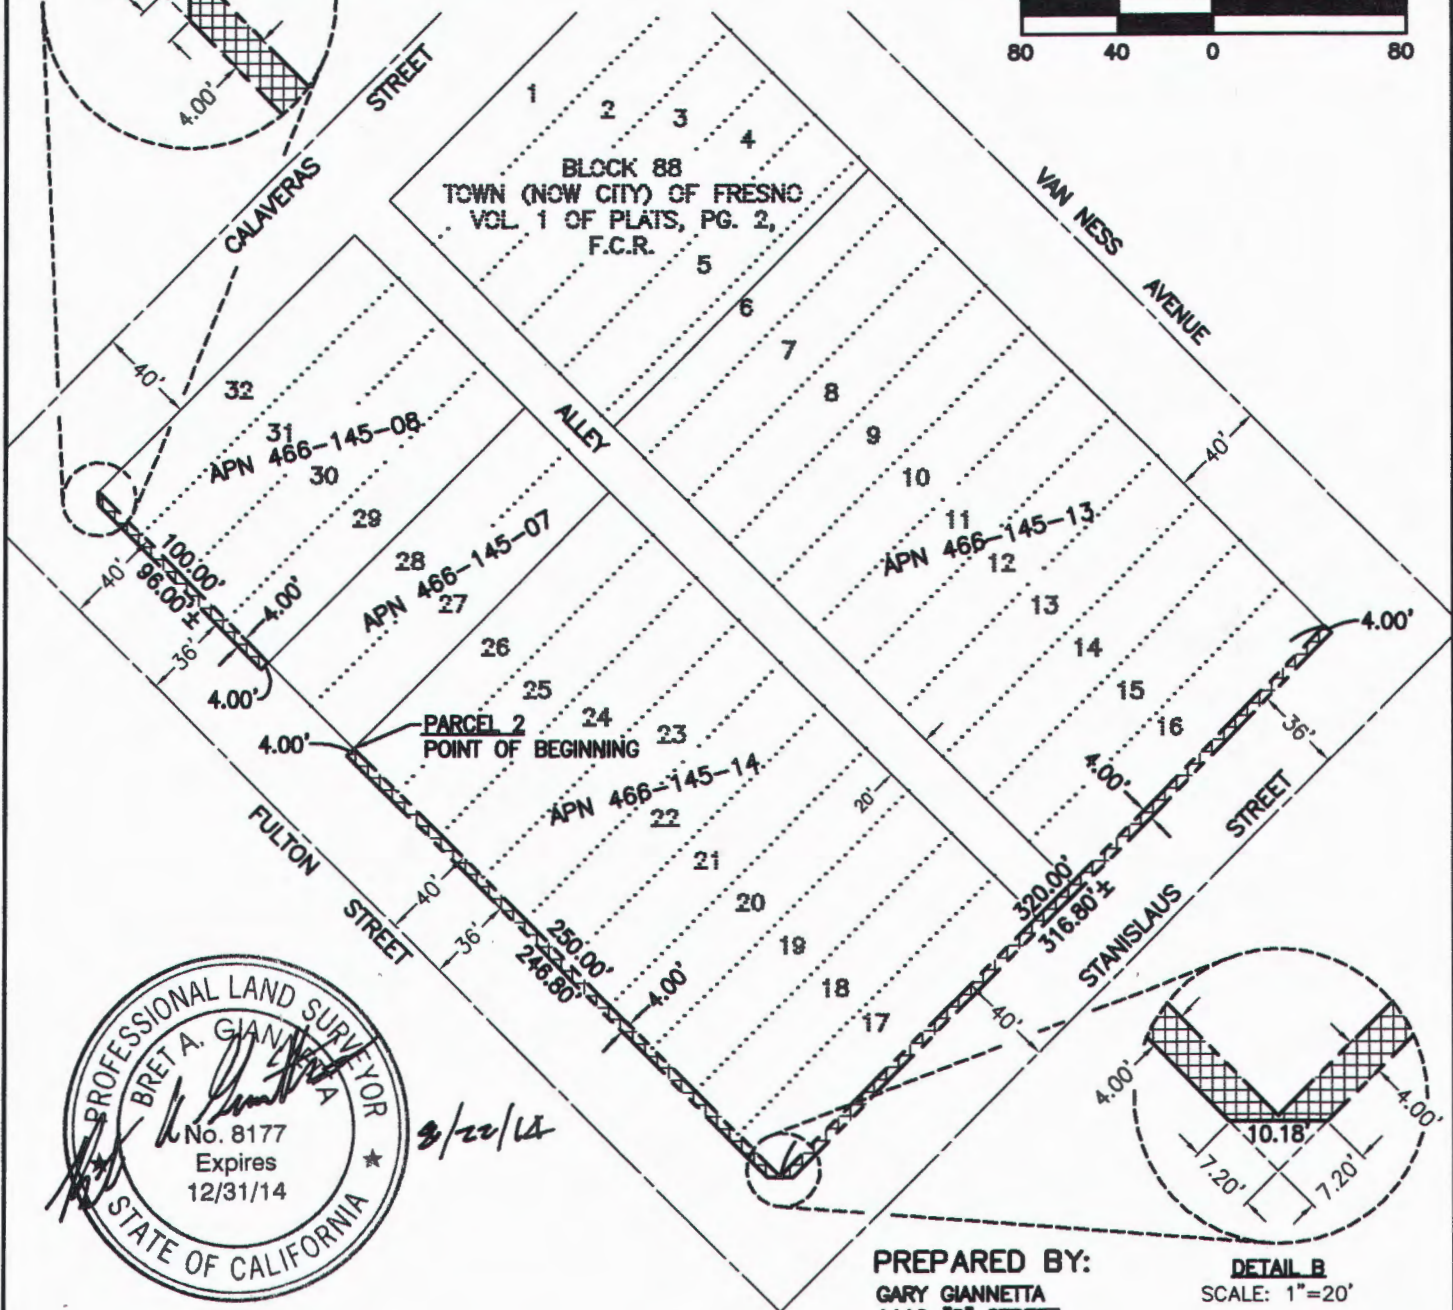 4.00'
80 40 0 80
CALAVERAS STREET
1
2
3
4
BLOCK 88
TOWN (NOW CITY) OF FRESNO
VOL. 1 OF PLATS, PG. 2,
F.C.R.
5
6
7
8
9
10
11
APN 466-145-13
12
13
14
15
16
VAN NESS AVENUE
40'
ALLEY
40'
32
31
APN 466-145-08
30
29
28
APN 466-145-07
27
26
25
24
23
APN 466-145-14
22
21
20
19
18
17
20'
100.00'
96.00'±
40'
36'
4.00'
4.00'
4.00'
PARCEL 2
POINT OF BEGINNING
FULTON STREET
40'
36'
250.00'
246.80'
4.00'
4.00'
36'
4.00'
320.00'
316.80'±
STANISLAUS STREET
40'
4.00'
4.00'
10.18'
7.20'
7.20'
DETAIL B
SCALE: 1"=20'
PROFESSIONAL LAND SURVEYOR
BRET A. GIANNETTA
No. 8177
Expires
12/31/14
STATE OF CALIFORNIA
8/22/14
PREPARED BY:
GARY GIANNETTA